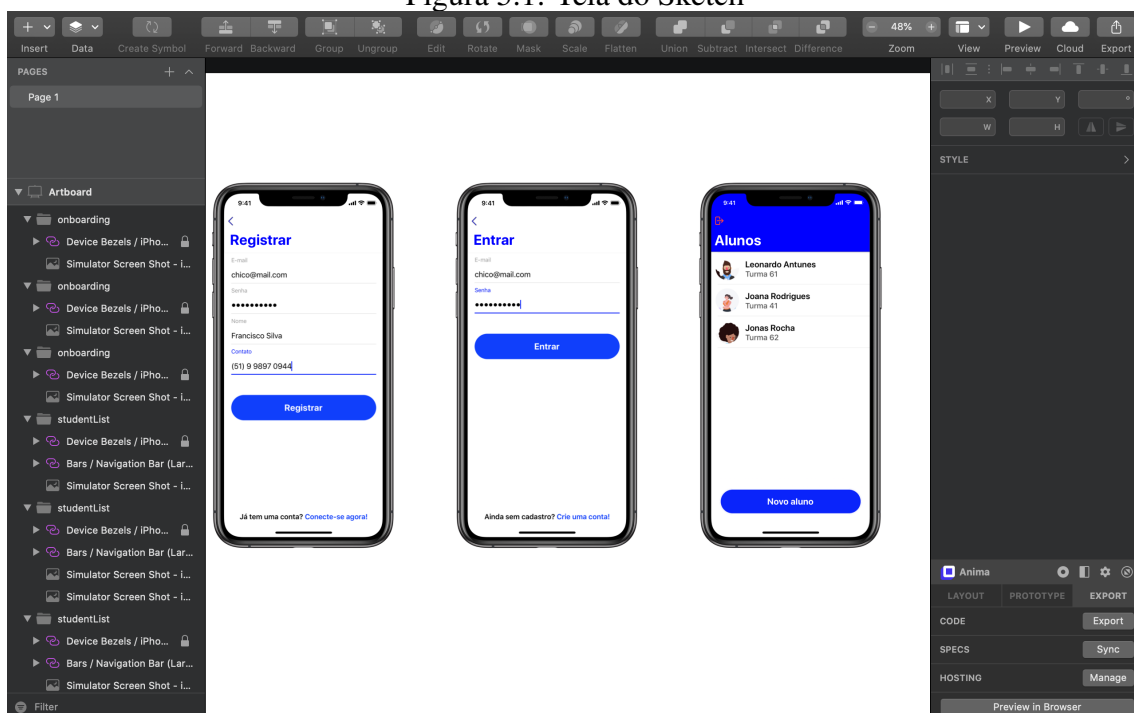 Figura 3.1: Tela do Sketch
Insert Data Create Symbol Forward Backward Group Ungroup Edit Rotate Mask Scale Flatten Union Subtract Intersect Difference 48% Zoom View Preview Cloud Export
PAGES
Page 1
Artboard
onboarding
Device Bezels / iPho...
Simulator Screen Shot - i...
onboarding
Device Bezels / iPho...
Simulator Screen Shot - i...
onboarding
Device Bezels / iPho...
Simulator Screen Shot - i...
studentList
Device Bezels / iPho...
Bars / Navigation Bar (Lar...
Simulator Screen Shot - i...
studentList
Device Bezels / iPho...
Bars / Navigation Bar (Lar...
Simulator Screen Shot - i...
Simulator Screen Shot - i...
studentList
Device Bezels / iPho...
Bars / Navigation Bar (Lar...
Simulator Screen Shot - i...
Filter
9:41
Registrar
E-mail
chico@mail.com
Senha
••••••••••
Nome
Francisco Silva
Contato
(51) 9 9897 0944
Registrar
Já tem uma conta? Conecte-se agora!
9:41
Entrar
E-mail
chico@mail.com
Senha
••••••••••
Entrar
Ainda sem cadastro? Crie uma conta!
9:41
Alunos
Leonardo Antunes
Turma 61
Joana Rodrigues
Turma 41
Jonas Rocha
Turma 62
Novo aluno
X Y °
W H
STYLE
Anima
LAYOUT PROTOTYPE EXPORT
CODE Export
SPECS Sync
HOSTING Manage
Preview in Browser